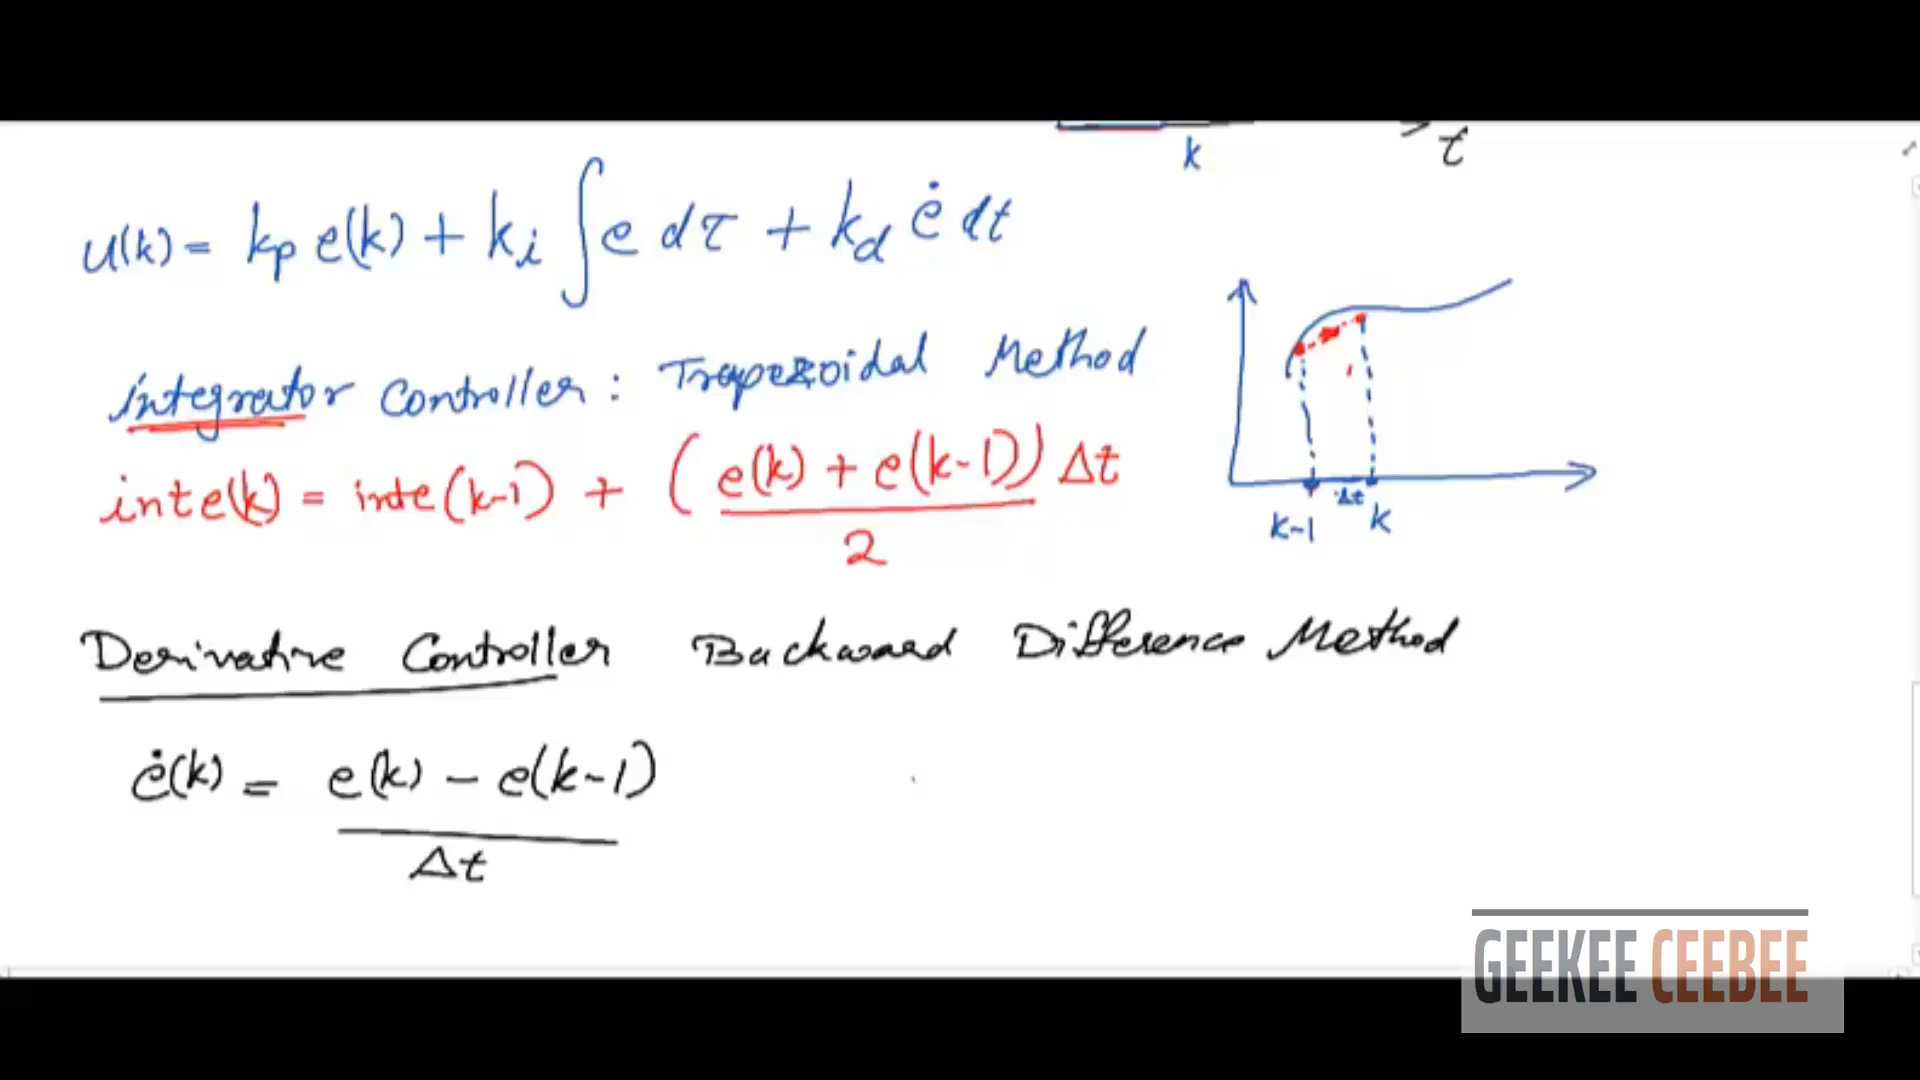 k
t
u(k) = kp e(k) + ki ∫ e dτ + kd ė dt
integrator Controller : Trapezoidal Method
inte(k) = inte(k-1) + (e(k) + e(k-1)) Δt
2
Δt
k-1 k
Derivative Controller Backward Difference Method
ė(k) = e(k) - e(k-1)
Δt
GEEKEE CEEBEE